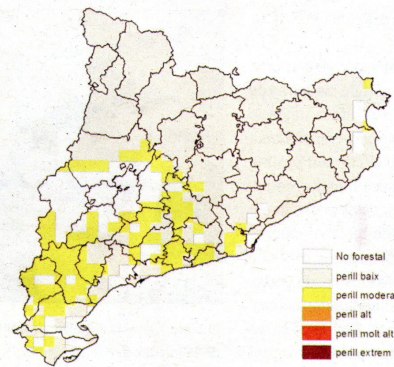 No forestal
perill baix
perill modera
perill alt
perill molt alt
perill extrem